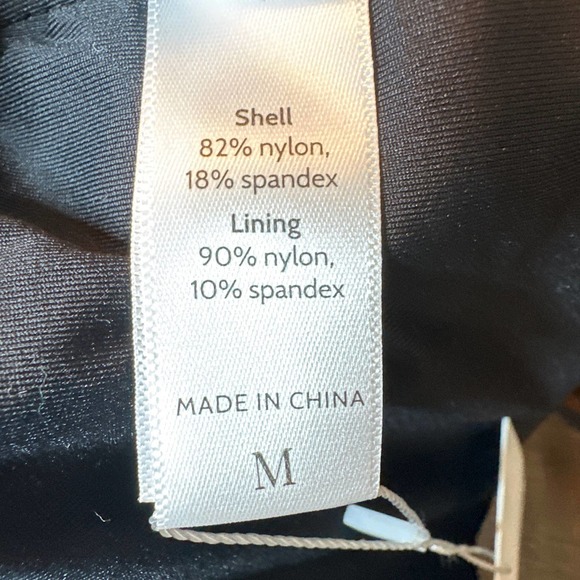 Shell
82% nylon,
18% spandex
Lining
90% nylon,
10% spandex
MADE IN CHINA
M